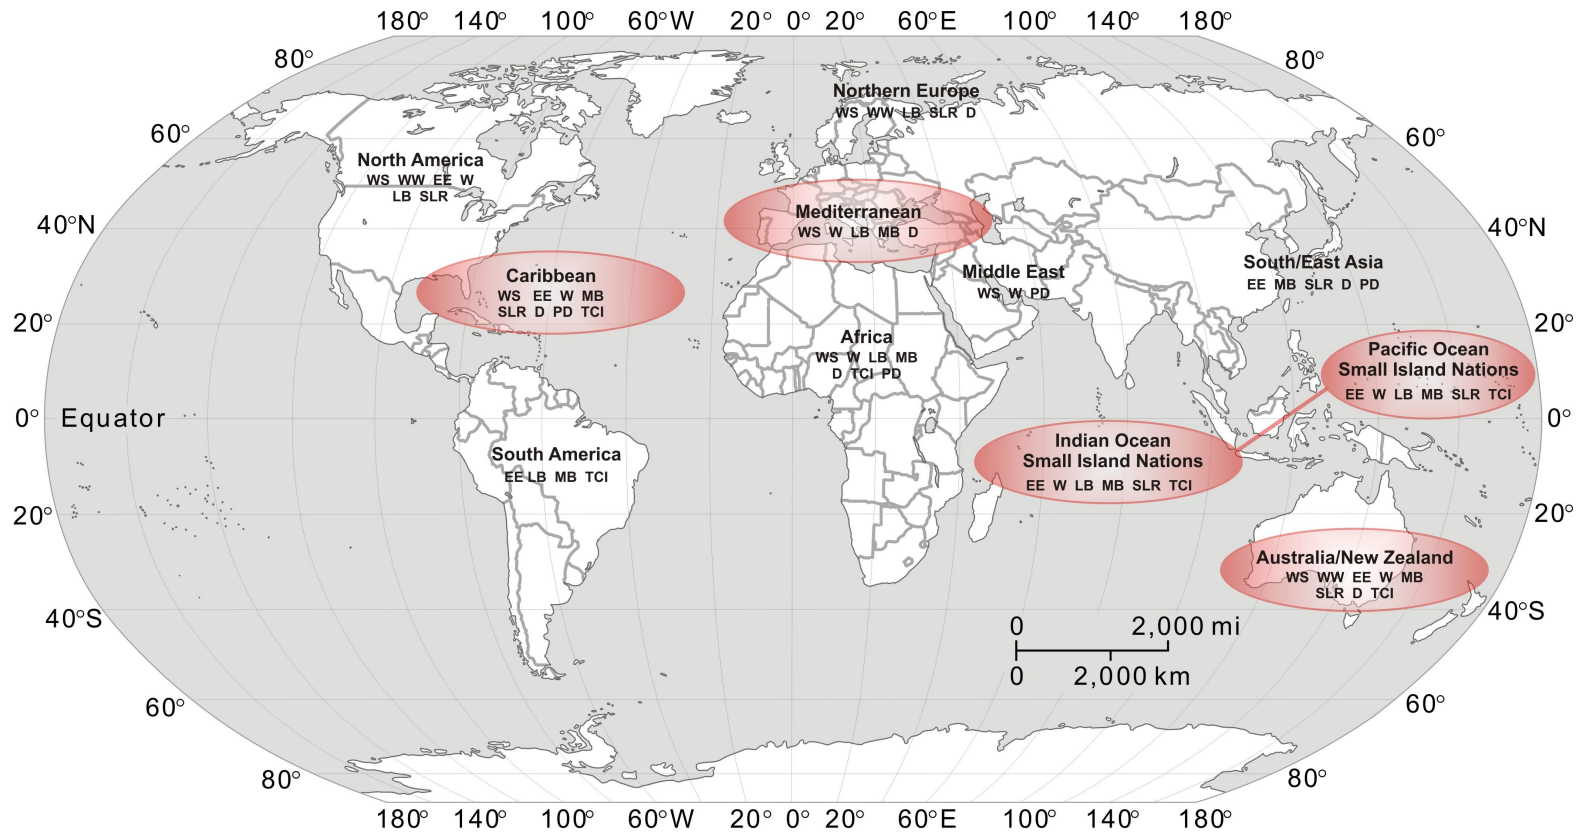 180° 140° 100° 60°W 20° 0° 20° 60°E 100° 140° 180°
80° 80°
Northern Europe
WS WW LB SLR D
60° 60°
North America
WS WW EE W
LB SLR
Mediterranean
WS W LB MB D
40°N 40°N
Caribbean
WS EE W MB
SLR D PD TCI
Middle East
WS W PD
South/East Asia
EE MB SLR D PD
20° 20°
Africa
WS W LB MB
D TCI PD
Pacific Ocean
Small Island Nations
EE W LB MB SLR TCI
0° Equator 0°
South America
EE LB MB TCI
Indian Ocean
Small Island Nations
EE W LB MB SLR TCI
20° 20°
Australia/New Zealand
WS WW EE W MB
SLR D TCI
40°S 40°S
0 2,000 mi
0 2,000 km
60° 60°
80° 80°
180° 140° 100° 60°W 20° 0° 20° 60°E 100° 140° 180°